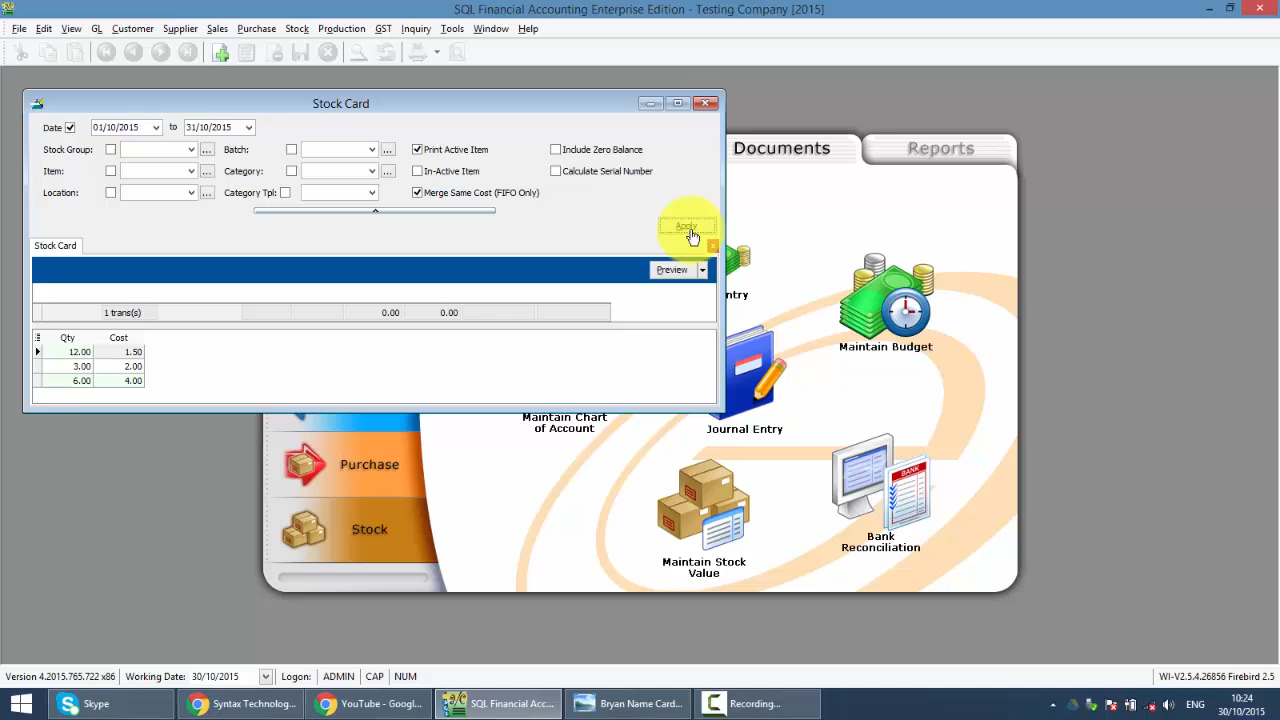 SQL Financial Accounting Enterprise Edition - Testing Company [2015]
File Edit View GL Customer Supplier Sales Purchase Stock Production GST Inquiry Tools Window Help
Stock Card
Date 01/10/2015 to 31/10/2015
Stock Group: ... Batch: ... Print Active Item Include Zero Balance
Item: ... Category: ... In-Active Item Calculate Serial Number
Location: ... Category Tpl: Merge Same Cost (FIFO Only)
Apply
Stock Card
Preview
1 trans(s) 0.00 0.00
Qty Cost
12.00 1.50
3.00 2.00
6.00 4.00
Documents Reports
ntry
Maintain Budget
Maintain Chart
of Account
Journal Entry
Purchase
Stock
Maintain Stock
Value
Bank
Reconciliation
BANK
Version 4.2015.765.722 x86 Working Date: 30/10/2015 Logon: ADMIN CAP NUM WI-V2.5.4.26856 Firebird 2.5
Skype Syntax Technolog... YouTube - Googl... SQL Financial Acc... Bryan Name Card... Recording... ENG 10:24
30/10/2015